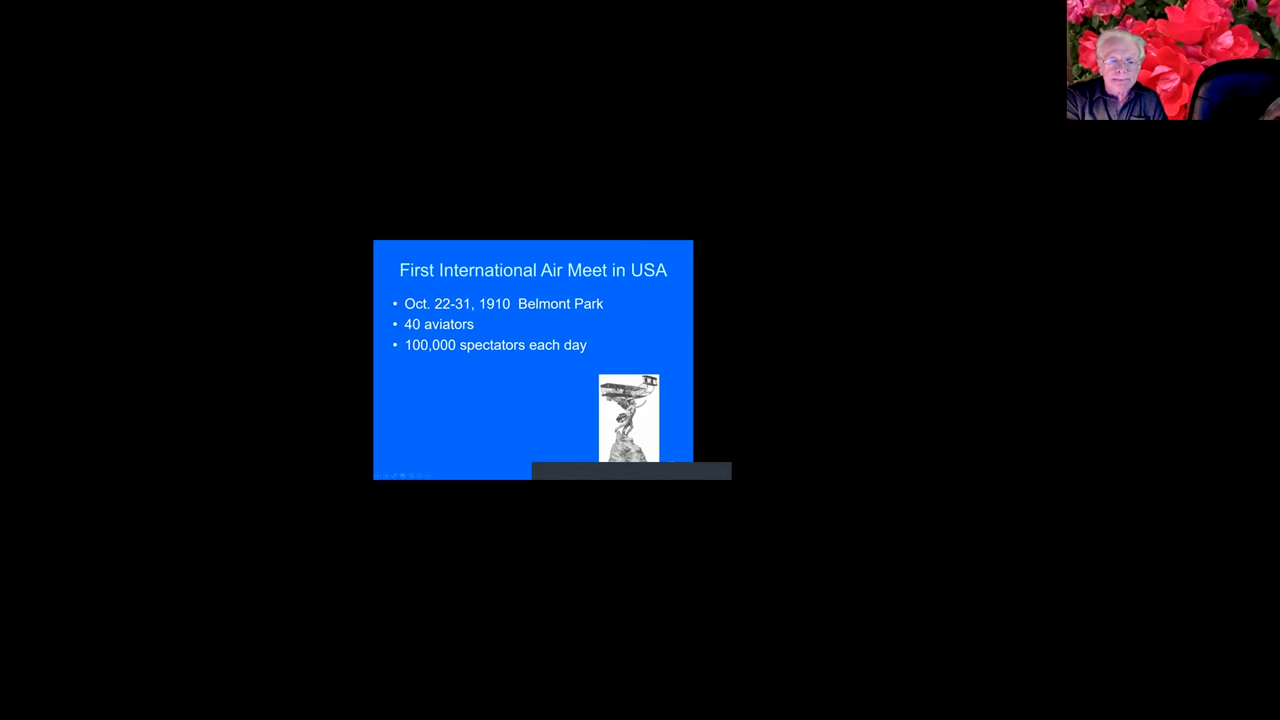 First International Air Meet in USA
• Oct. 22-31, 1910  Belmont Park
• 40 aviators
• 100,000 spectators each day